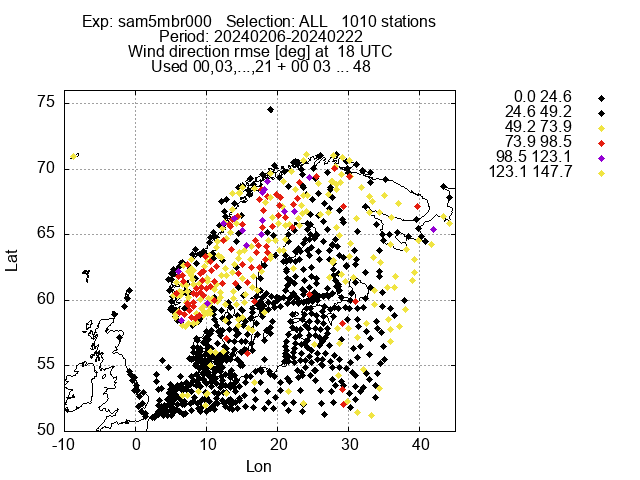 Exp: sam5mbr000 Selection: ALL 1010 stations
Period: 20240206-20240222
Wind direction rmse [deg] at 18 UTC
Used 00,03,...,21 + 00 03 ... 48
0.0 24.6
24.6 49.2
49.2 73.9
73.9 98.5
98.5 123.1
123.1 147.7
75
70
65
60
55
50
Lat
-10 0 10 20 30 40
Lon